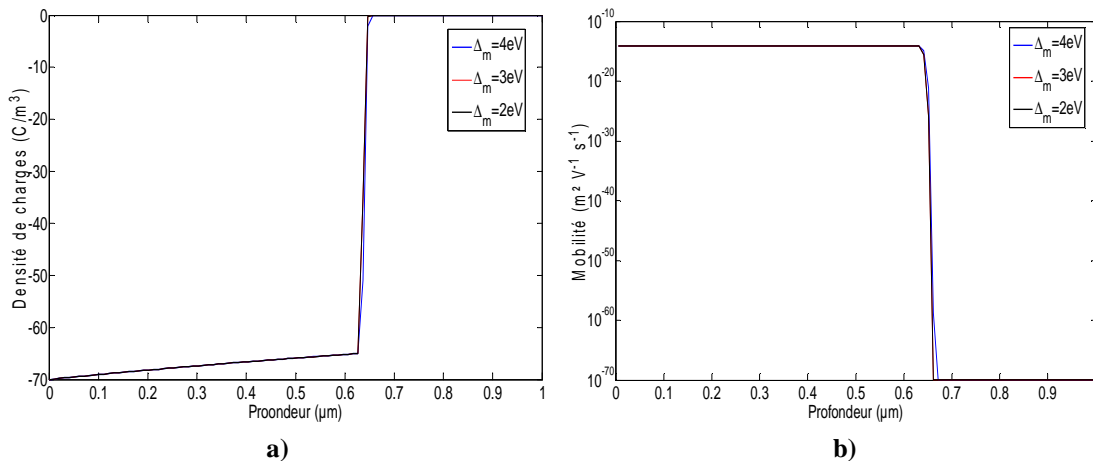 0
-10
-20
-30
-40
-50
-60
-70
Densité de charges (C/m³)
Δm=4eV
Δm=3eV
Δm=2eV
0 0.1 0.2 0.3 0.4 0.5 0.6 0.7 0.8 0.9 1
Proondeur (µm)
a)
10-10
10-20
10-30
10-40
10-50
10-60
10-70
Mobilité (m² V-1 s-1)
Δm=4eV
Δm=3eV
Δm=2eV
0 0.1 0.2 0.3 0.4 0.5 0.6 0.7 0.8 0.9
Profondeur (µm)
b)